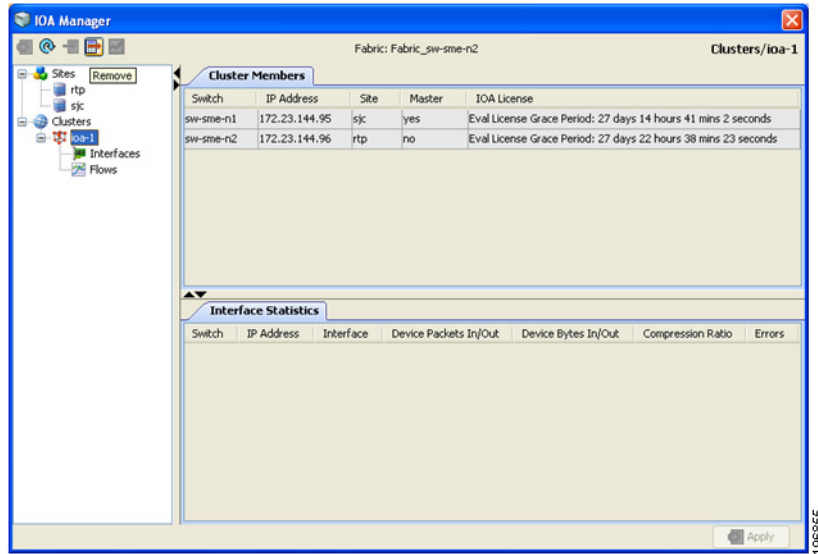 IOA Manager
Fabric: Fabric_sw-sme-n2
Clusters/ioa-1
Sites
Remove
rtp
sjc
Clusters
ioa-1
Interfaces
Flows
Cluster Members
Switch IP Address Site Master IOA License
sw-sme-n1 172.23.144.95 sjc yes Eval License Grace Period: 27 days 14 hours 41 mins 2 seconds
sw-sme-n2 172.23.144.96 rtp no Eval License Grace Period: 27 days 22 hours 38 mins 23 seconds
Interface Statistics
Switch IP Address Interface Device Packets In/Out Device Bytes In/Out Compression Ratio Errors
Apply
196855